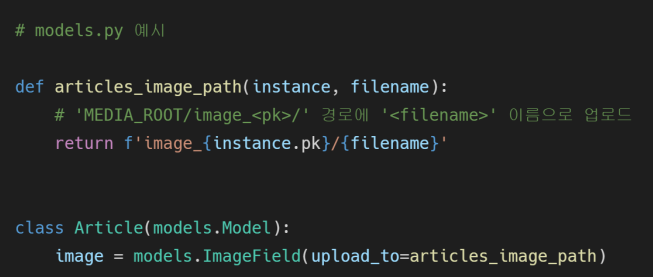 # models.py 예시
def articles_image_path(instance, filename):
    # 'MEDIA_ROOT/image_<pk>/' 경로에 '<filename>' 이름으로 업로드
    return f'image_{instance.pk}/{filename}'
class Article(models.Model):
    image = models.ImageField(upload_to=articles_image_path)